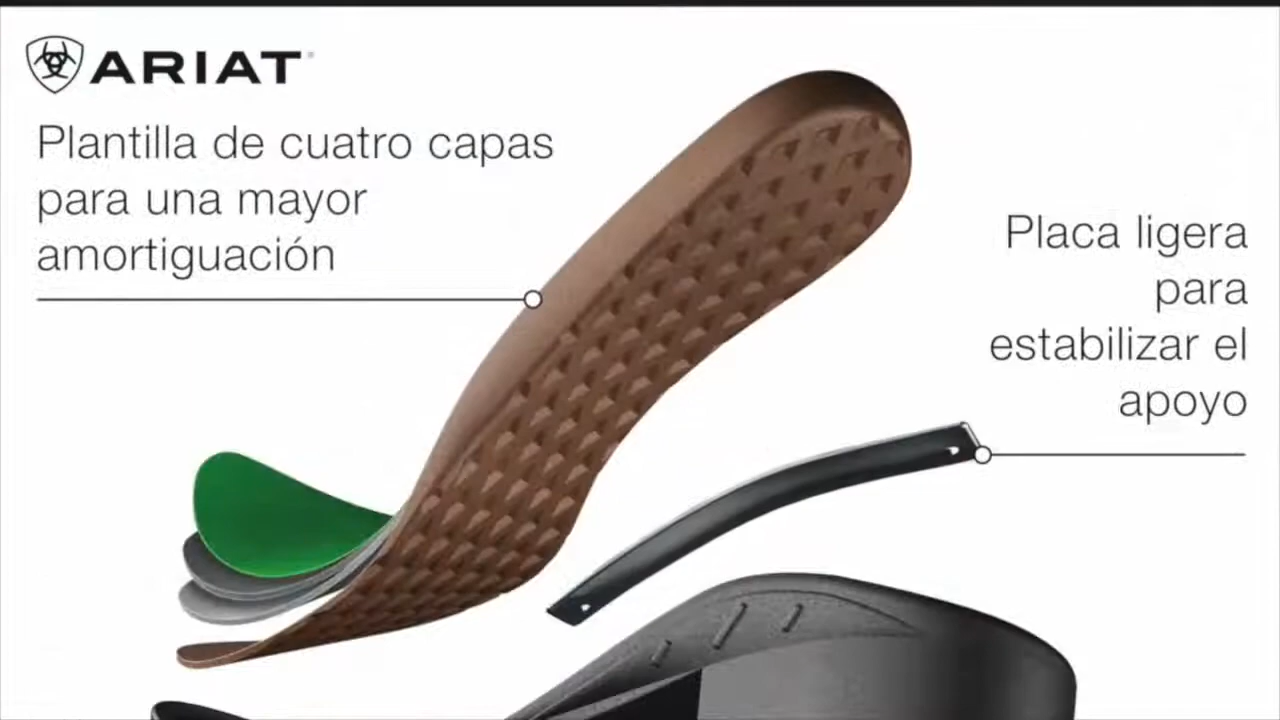 ARIAT
Plantilla de cuatro capas
para una mayor
amortiguación
Placa ligera
para
estabilizar el
apoyo